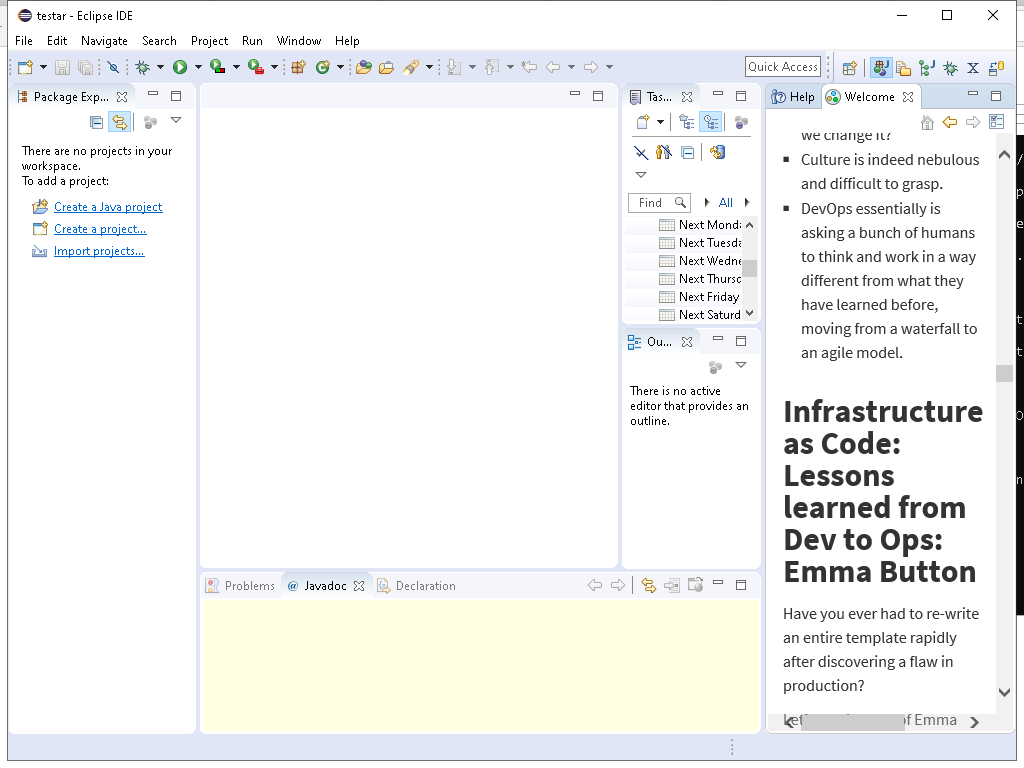 testar - Eclipse IDE
File Edit Navigate Search Project Run Window Help
Quick Access
Package Exp...
There are no projects in your
workspace.
To add a project:
Create a Java project
Create a project...
Import projects...
Tas...
Find All
Next Mond
Next Tuesda
Next Wedne
Next Thursc
Next Friday
Next Saturd
Ou...
There is no active
editor that provides an
outline.
Problems @ Javadoc Declaration
Help Welcome
we change it?
▪ Culture is indeed nebulous
and difficult to grasp.
▪ DevOps essentially is
asking a bunch of humans
to think and work in a way
different from what they
have learned before,
moving from a waterfall to
an agile model.
Infrastructure
as Code:
Lessons
learned from
Dev to Ops:
Emma Button
Have you ever had to re-write
an entire template rapidly
after discovering a flaw in
production?
of Emma